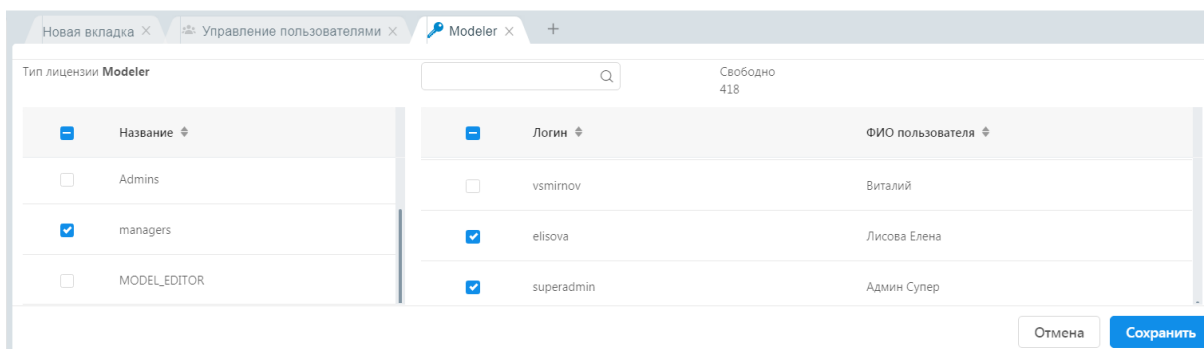 Новая вкладка Управление пользователями Modeler
Тип лицензии Modeler Свободно
418
Название Логин ФИО пользователя
Admins vsmirnov Виталий
managers elisova Лисова Елена
MODEL_EDITOR superadmin Админ Супер
Отмена Сохранить